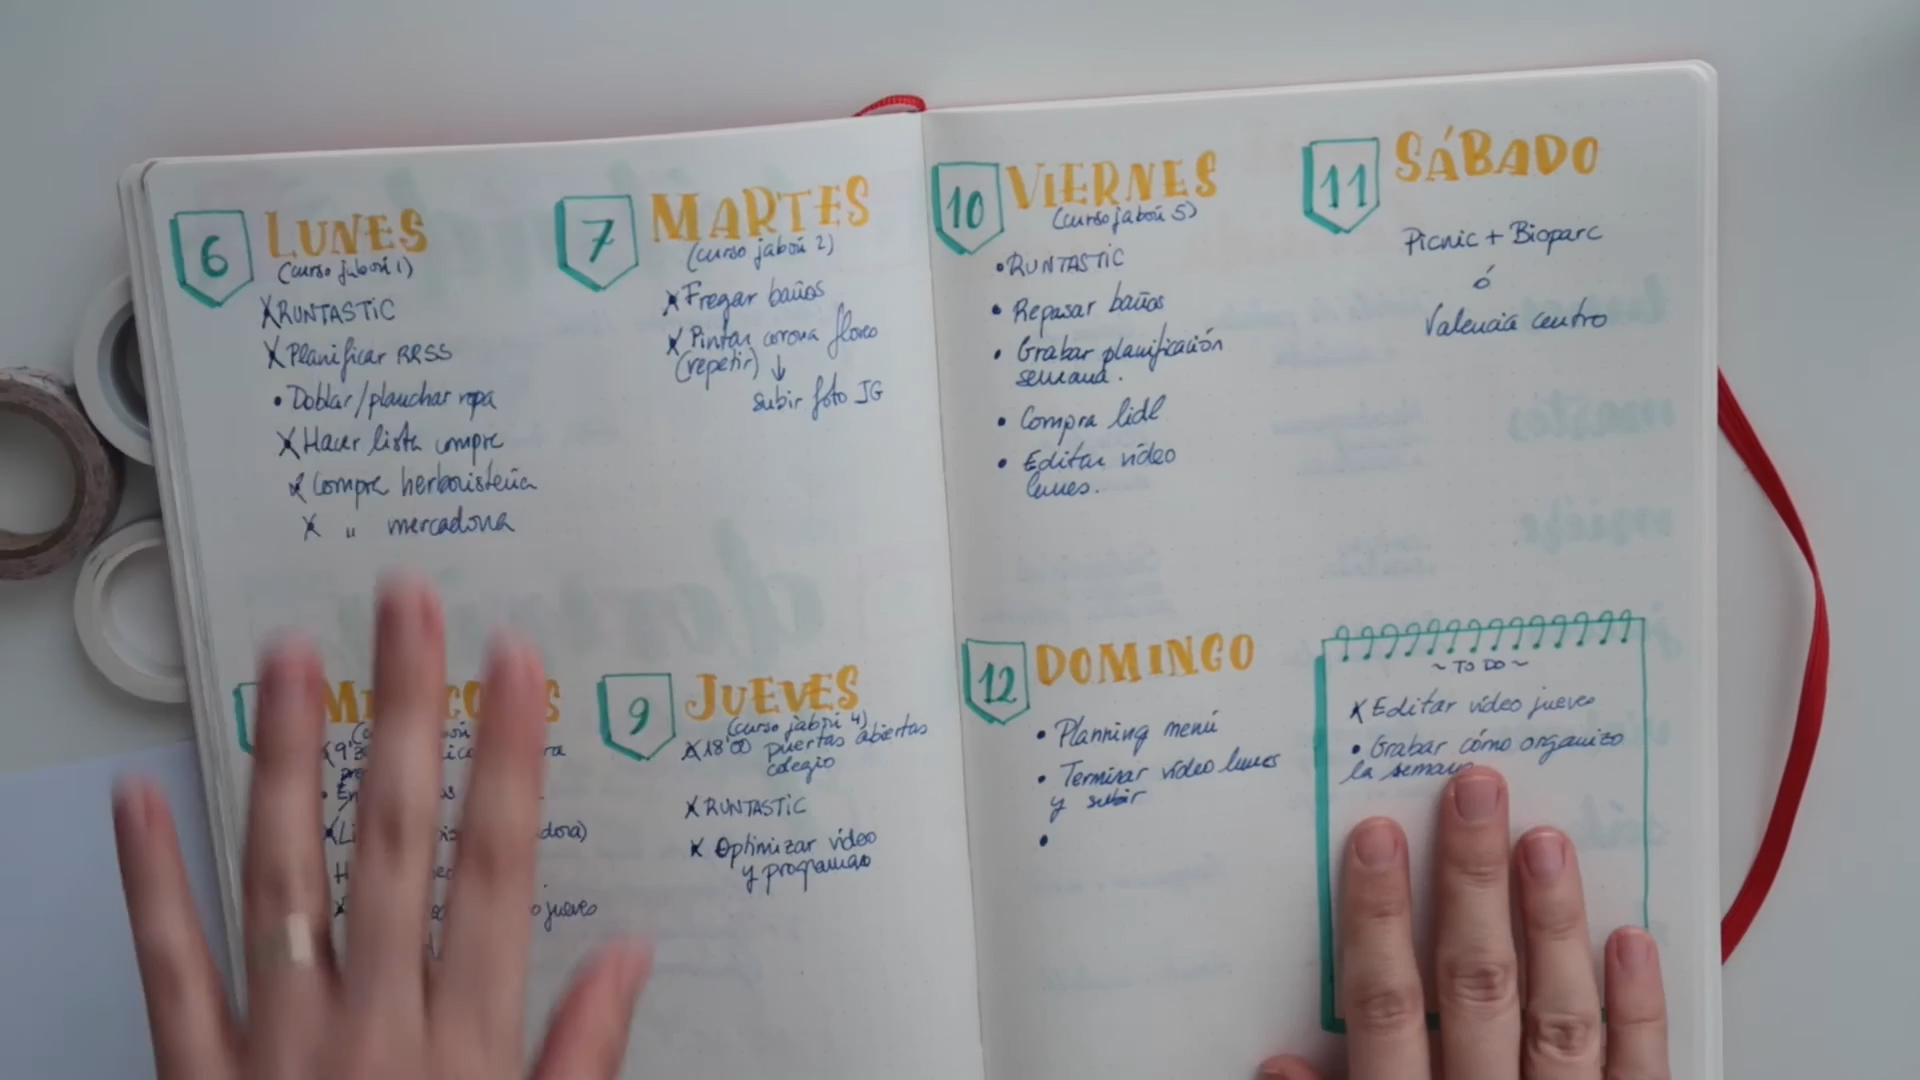 6 LUNES
(curso jabón 1)
X RUNTASTIC
X Planificar RRSS
• Doblar/planchar ropa
X Hacer lista compra
X Compra herboristería
X " mercadona
7 MARTES
(curso jabón 2)
X Fregar baños
X Pintar corona flores
(repetir) ↓
subir foto IG
9 JUEVES
(curso jabón 4)
X 18'00 puertas abiertas
colegio
X RUNTASTIC
X Optimizar vídeo
y programarlo
10 VIERNES
(curso jabón 5)
• RUNTASTIC
• Repasar baños
• Grabar planificación
semana.
• Compra lidl
• Editar vídeo
lunes.
11 SÁBADO
Picnic + Bioparc
ó
Valencia centro
12 DOMINGO
• Planning menú
• Terminar vídeo lunes
y subir
•
~ TO DO ~
X Editar vídeo jueves
• Grabar cómo organizo
la semana